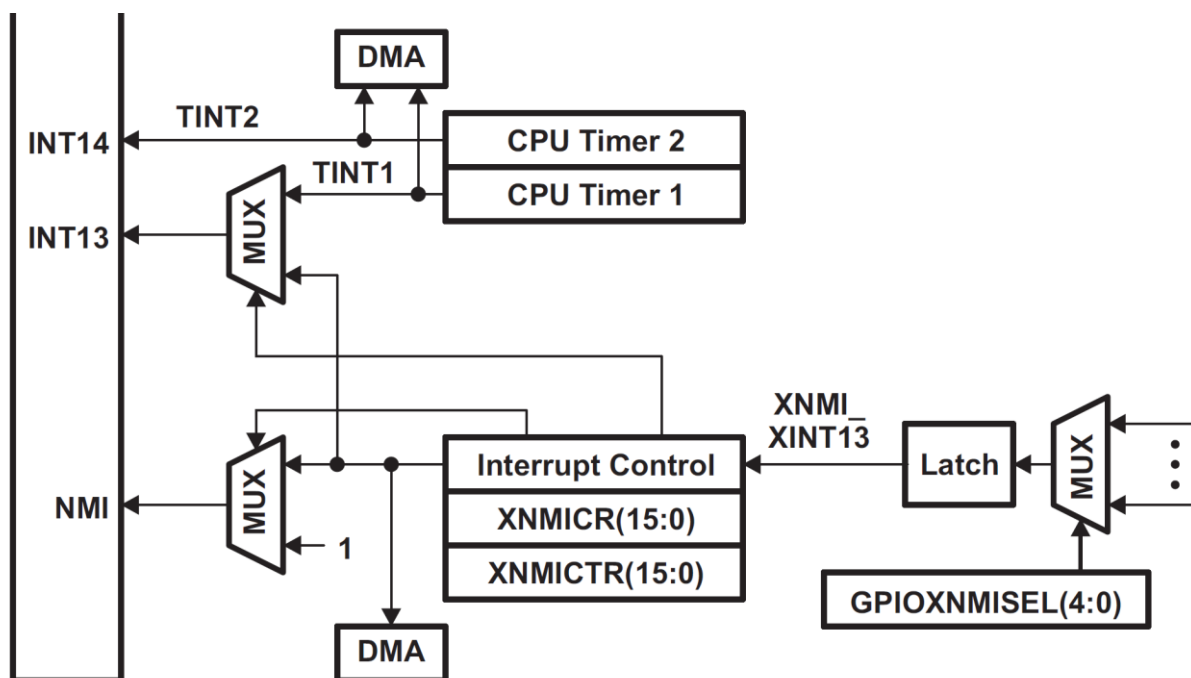 DMA
TINT2
INT14
CPU Timer 2
TINT1
CPU Timer 1
MUX
INT13
XNMI_
XINT13
Interrupt Control
Latch
MUX
MUX
NMI
XNMICR(15:0)
1
XNMICTR(15:0)
GPIOXNMISEL(4:0)
DMA